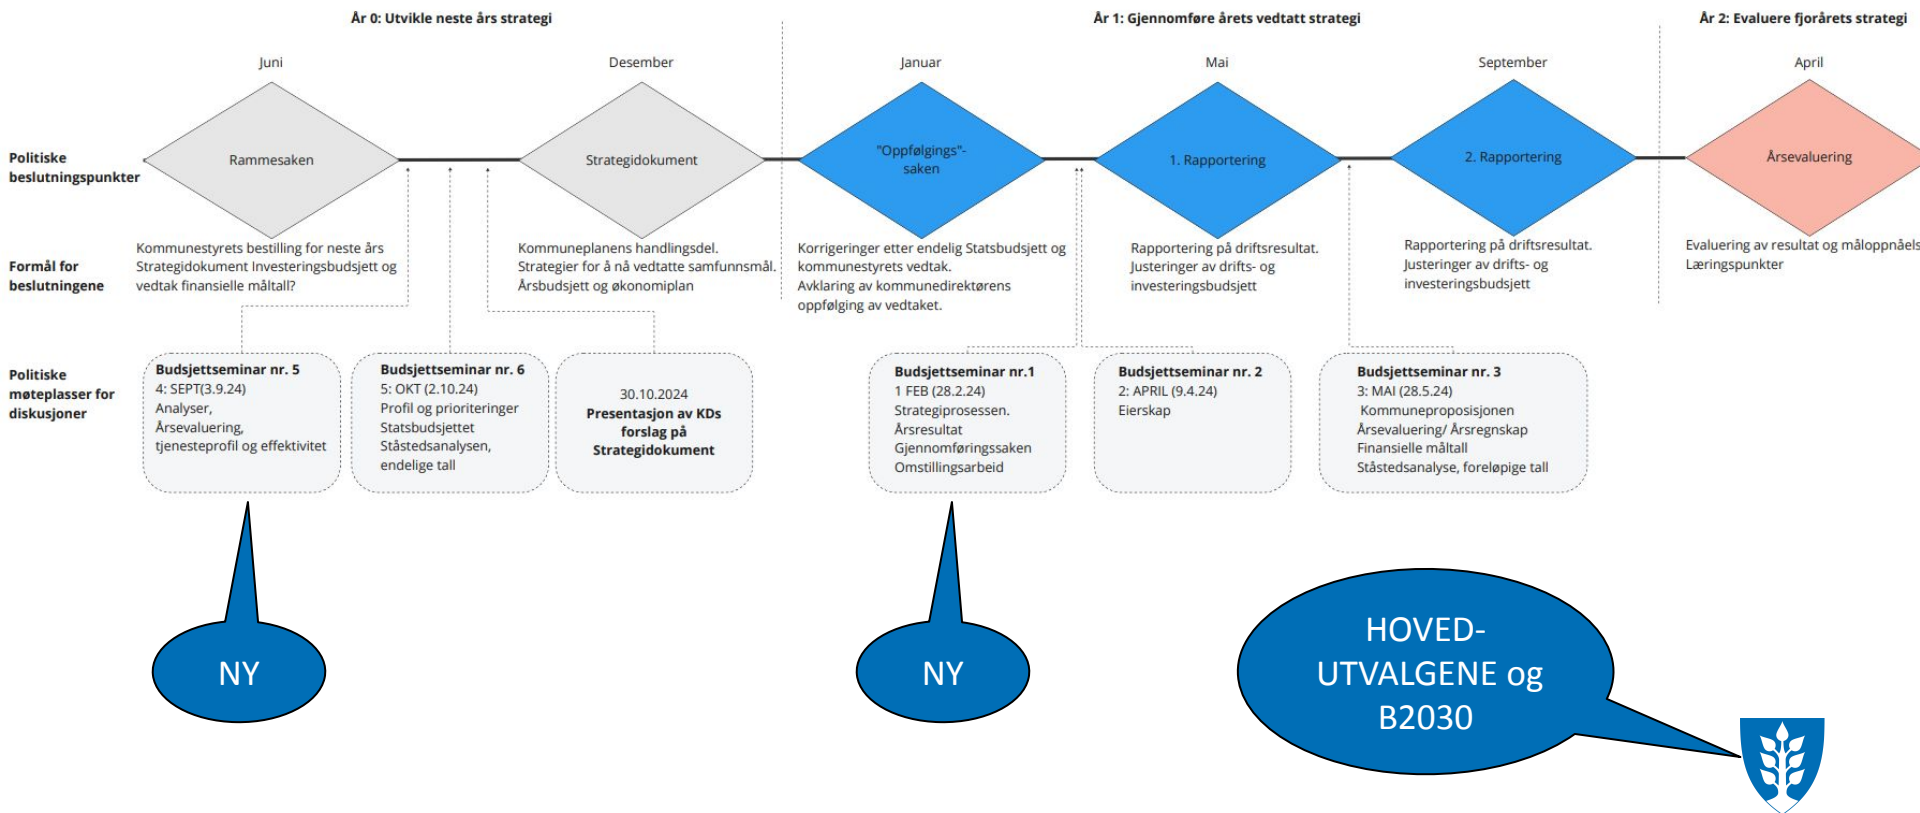 År 0: Utvikle neste års strategi
År 1: Gjennomføre årets vedtatt strategi
År 2: Evaluere fjorårets strategi
Juni
Desember
Januar
Mai
September
April
Politiske
beslutningspunkter
Rammesaken
Strategidokument
"Oppfølgings"-
saken
1. Rapportering
2. Rapportering
Årsevaluering
Formål for
beslutningene
Kommunestyrets bestilling for neste års
Strategidokument Investeringsbudsjett og
vedtak finansielle måltall?
Kommuneplanens handlingsdel.
Strategier for å nå vedtatte samfunnsmål.
Årsbudsjett og økonomiplan
Korrigeringer etter endelig Statsbudsjett og
kommunestyrets vedtak.
Avklaring av kommunedirektørens
oppfølging av vedtaket.
Rapportering på driftsresultat.
Justeringer av drifts- og
investeringsbudsjett
Rapportering på driftsresultat.
Justeringer av drifts- og
investeringsbudsjett
Evaluering av resultat og måloppnåels
Læringspunkter
Politiske
møteplasser for
diskusjoner
Budsjettseminar nr. 5
4: SEPT(3.9.24)
Analyser,
Årsevaluering,
tjenesteprofil og effektivitet
Budsjettseminar nr. 6
5: OKT (2.10.24)
Profil og prioriteringer
Statsbudsjettet
Ståstedsanalysen,
endelige tall
30.10.2024
Presentasjon av KDs
forslag på
Strategidokument
Budsjettseminar nr.1
1 FEB (28.2.24)
Strategiprosessen.
Årsresultat
Gjennomføringssaken
Omstillingsarbeid
Budsjettseminar nr. 2
2: APRIL (9.4.24)
Eierskap
Budsjettseminar nr. 3
3: MAI (28.5.24)
Kommuneproposisjonen
Årsevaluering/ Årsregnskap
Finansielle måltall
Ståstedsanalyse, foreløpige tall
NY
NY
HOVED-
UTVALGENE og
B2030